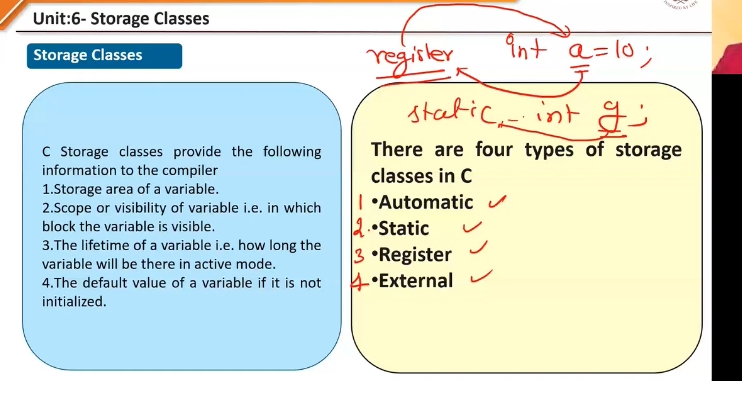 Unit:6- Storage Classes
Storage Classes
register int a=10;
static int g;
C Storage classes provide the following
information to the compiler
1.Storage area of a variable.
2.Scope or visibility of variable i.e. in which
block the variable is visible.
3.The lifetime of a variable i.e. how long the
variable will be there in active mode.
4.The default value of a variable if it is not
initialized.
There are four types of storage
classes in C
1 •Automatic
2.•Static
3 •Register
4 •External